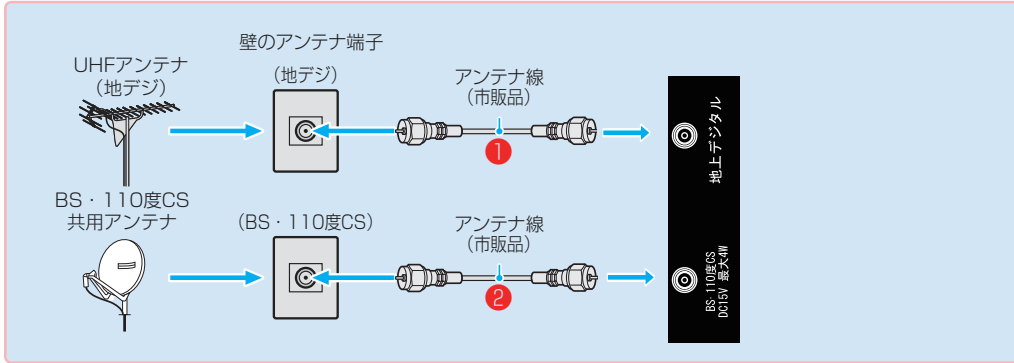 壁のアンテナ端子
UHFアンテナ
(地デジ)
(地デジ)
アンテナ線
(市販品)
1
地上デジタル
BS・110度CS
共用アンテナ
(BS・110度CS)
アンテナ線
(市販品)
2
BS・110度CS
DC15V 最大4W